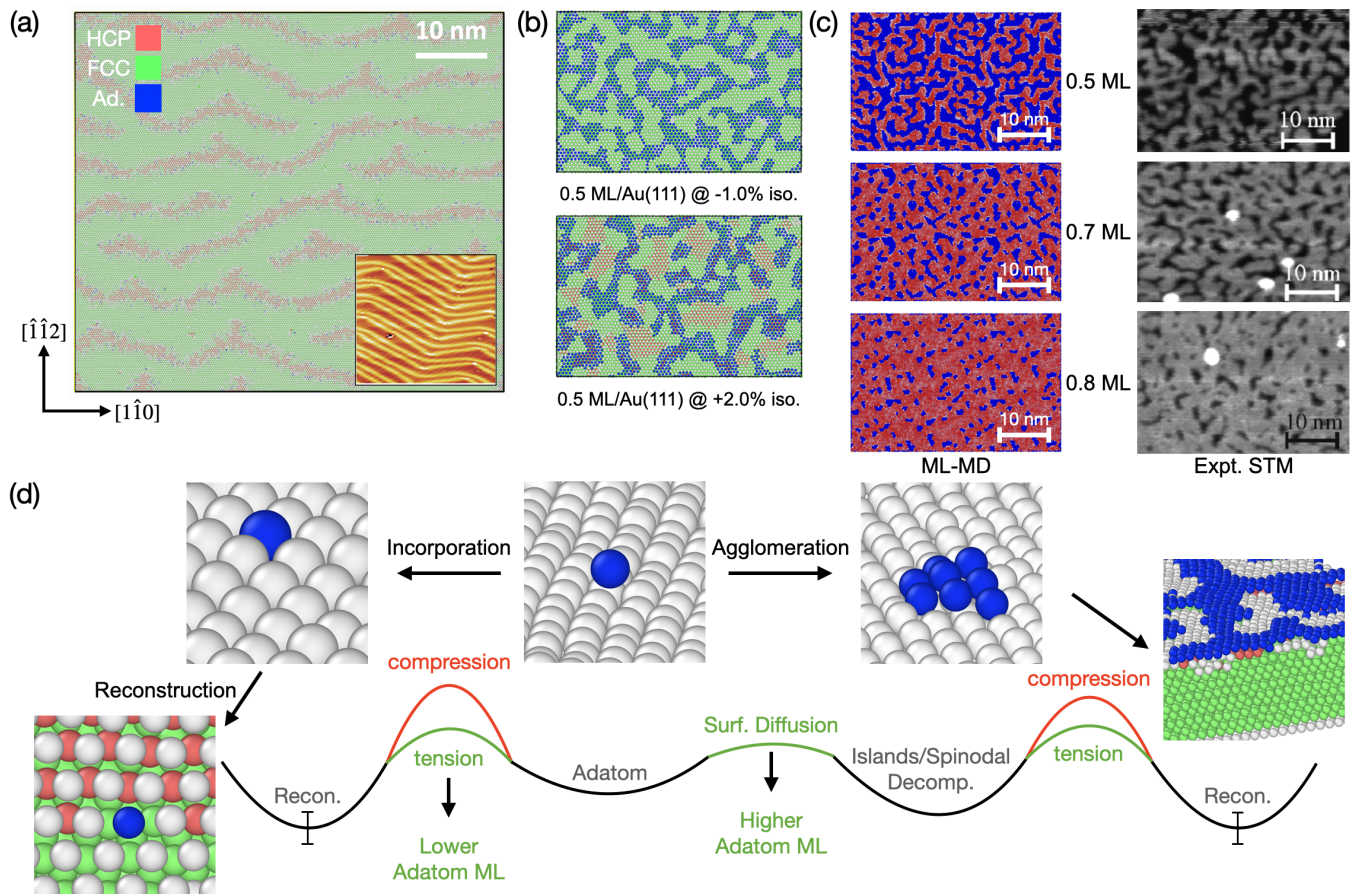 (a)
HCP
FCC
Ad.
10 nm
[1̂1̂2]
[11̂0]
(b)
0.5 ML/Au(111) @ -1.0% iso.
0.5 ML/Au(111) @ +2.0% iso.
(c)
0.5 ML
10 nm
10 nm
0.7 ML
10 nm
10 nm
0.8 ML
10 nm
10 nm
ML-MD
Expt. STM
(d)
Incorporation
Agglomeration
Reconstruction
compression
tension
Recon.
Lower
Adatom ML
Adatom
Surf. Diffusion
Higher
Adatom ML
Islands/Spinodal
Decomp.
compression
tension
Recon.